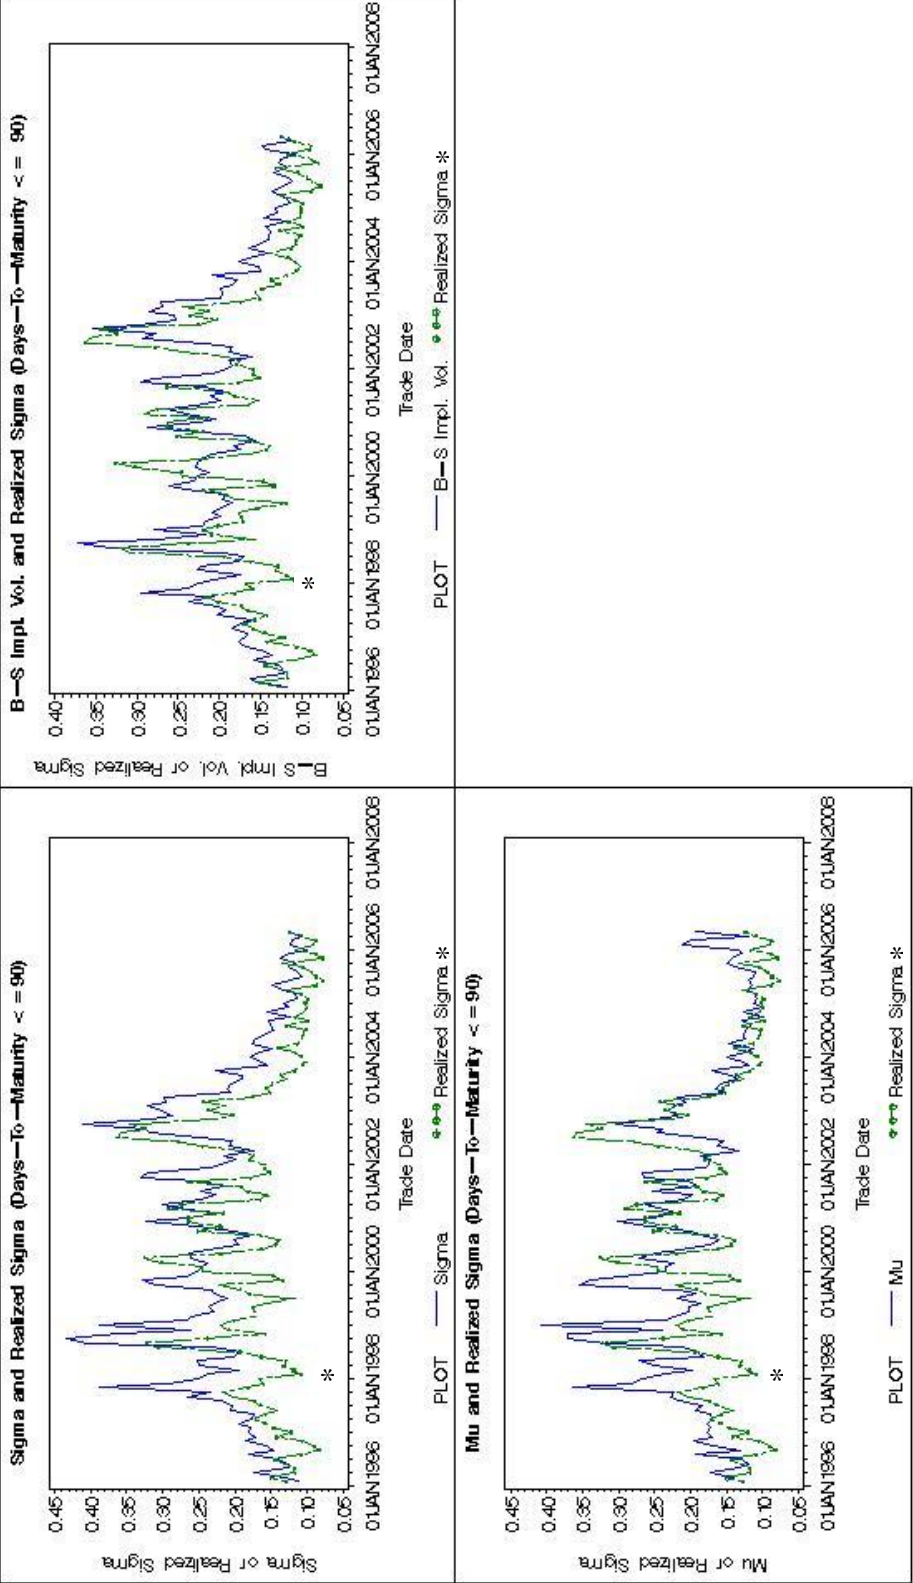 Sigma and Realized Sigma (Days—To—Maturity <= 90)
Sigma or Realized Sigma
0.45
0.40
0.35
0.30
0.25
0.20
0.15
0.10
0.05
01JAN1996 01JAN1998 01JAN2000 01JAN2002 01JAN2004 01JAN2006 01JAN2008
Trade Date
PLOT Sigma Realized Sigma *
*
B—S Impl. Vol. and Realized Sigma (Days—To—Maturity <= 90)
B—S Impl. Vol. or Realized Sigma
0.40
0.35
0.30
0.25
0.20
0.15
0.10
0.05
01JAN1996 01JAN1998 01JAN2000 01JAN2002 01JAN2004 01JAN2006 01JAN2008
Trade Date
PLOT B—S Impl. Vol. Realized Sigma *
*
Mu and Realized Sigma (Days—To—Maturity <= 90)
Mu or Realized Sigma
0.45
0.40
0.35
0.30
0.25
0.20
0.15
0.10
0.05
01JAN1996 01JAN1998 01JAN2000 01JAN2002 01JAN2004 01JAN2006 01JAN2008
Trade Date
PLOT Mu Realized Sigma *
*